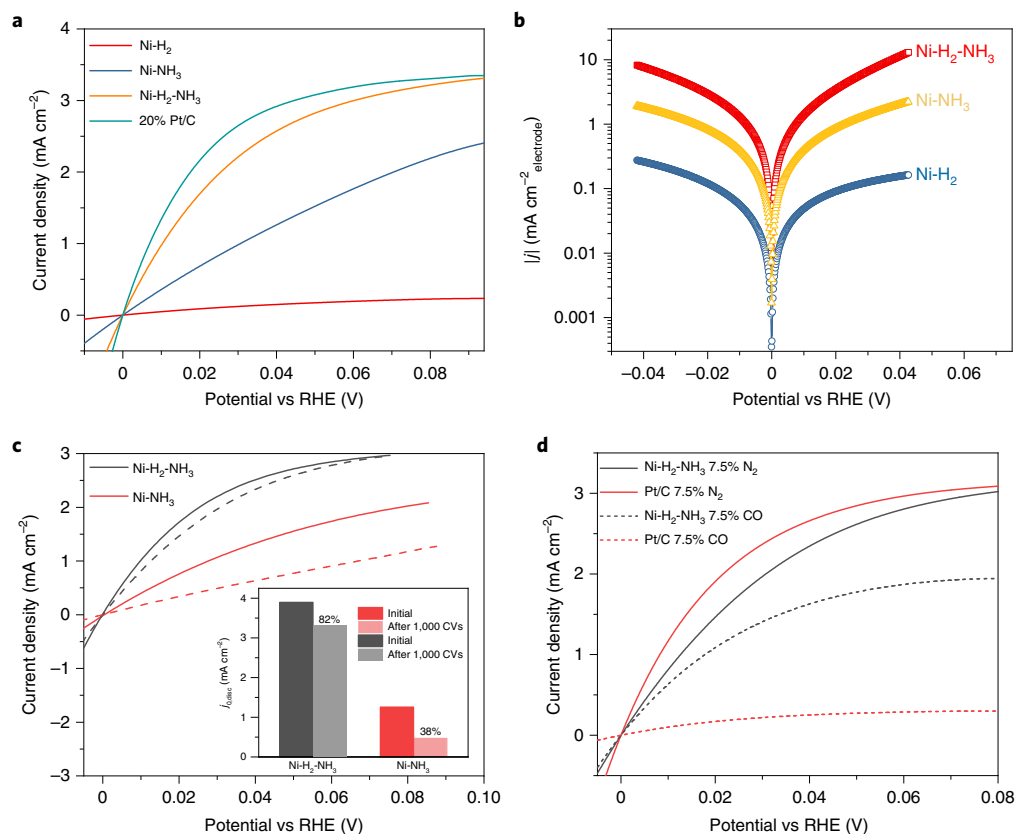 a
4
3
2
1
0
0
0.02
0.04
0.06
0.08
Current density (mA cm⁻²)
Potential vs RHE (V)
Ni-H₂
Ni-NH₃
Ni-H₂-NH₃
20% Pt/C
b
10
1
0.1
0.01
0.001
−0.04
−0.02
0
0.02
0.04
0.06
|j| (mA cm⁻²electrode)
Potential vs RHE (V)
Ni-H₂-NH₃
Ni-NH₃
Ni-H₂
c
3
2
1
0
−1
−2
−3
0
0.02
0.04
0.06
0.08
0.10
Current density (mA cm⁻²)
Potential vs RHE (V)
Ni-H₂-NH₃
Ni-NH₃
4
3
2
1
0
j0,disc (mA cm⁻²)
82%
38%
Initial
After 1,000 CVs
Initial
After 1,000 CVs
Ni-H₂-NH₃
Ni-NH₃
d
3
2
1
0
0
0.02
0.04
0.06
0.08
Current density (mA cm⁻²)
Potential vs RHE (V)
Ni-H₂-NH₃ 7.5% N₂
Pt/C 7.5% N₂
Ni-H₂-NH₃ 7.5% CO
Pt/C 7.5% CO